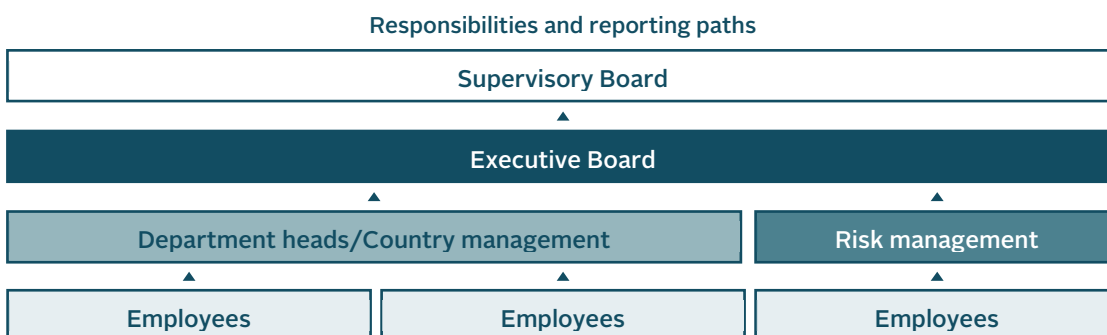 Responsibilities and reporting paths
Supervisory Board
Executive Board
Department heads/Country management
Risk management
Employees
Employees
Employees